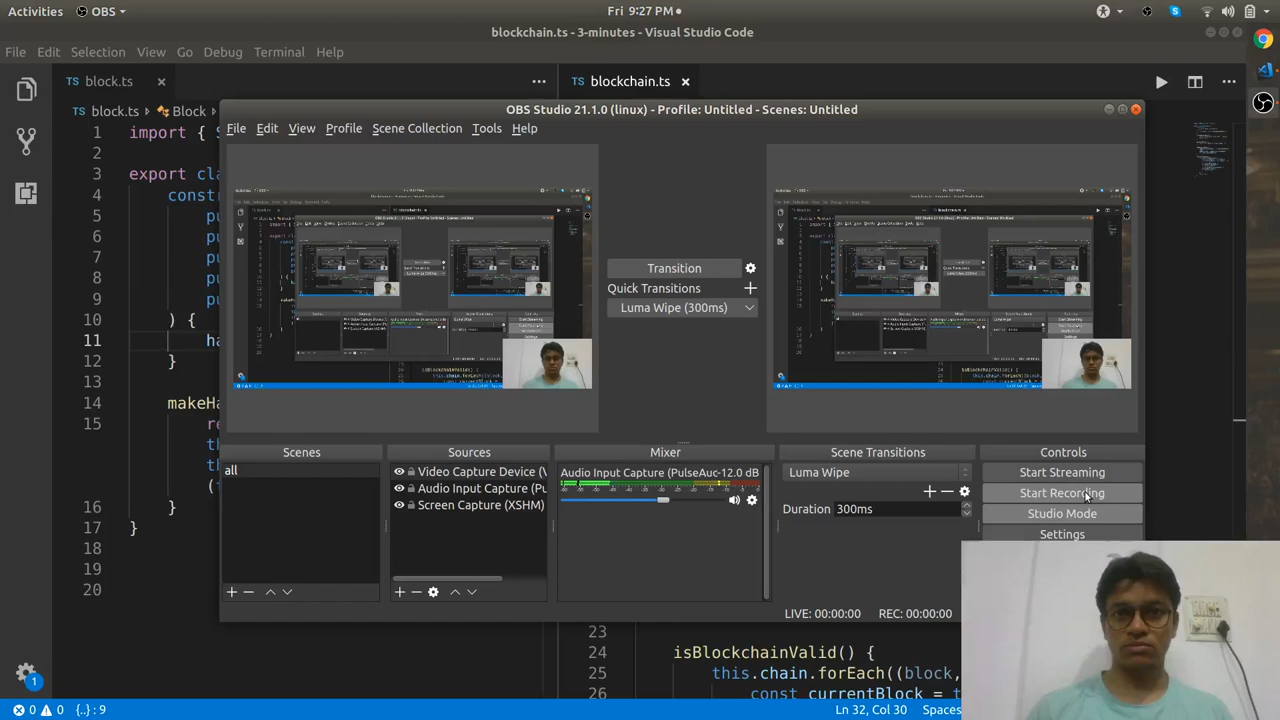 Activities OBS Fri 9:27 PM
blockchain.ts - 3-minutes - Visual Studio Code
File Edit Selection View Go Debug Terminal Help
TS block.ts × ··· TS blockchain.ts × ···
TS block.ts > Block >
OBS Studio 21.1.0 (linux) - Profile: Untitled - Scenes: Untitled
File Edit View Profile Scene Collection Tools Help
1 import {
2
3 export cla
4 const
5 pu
6 pu
7 pu
8 pu
9 pu
10 ) {
11 ha
12 }
13
14 makeHa
15 re
th
th
(t
16 }
17 }
18
19
20
Transition
Quick Transitions
Luma Wipe (300ms)
Scenes
all
Sources
Video Capture Device (V
Audio Input Capture (Pu
Screen Capture (XSHM)
Mixer
Audio Input Capture (PulseAuc -12.0 dB
Scene Transitions
Luma Wipe
Duration 300ms
Controls
Start Streaming
Start Recording
Studio Mode
Settings
LIVE: 00:00:00 REC: 00:00:00
23
24 isBlockchainValid() {
25 this.chain.forEach((block,
26 const currentBlock = t
1
0 0 {..} : 9 Ln 32, Col 30 Spaces